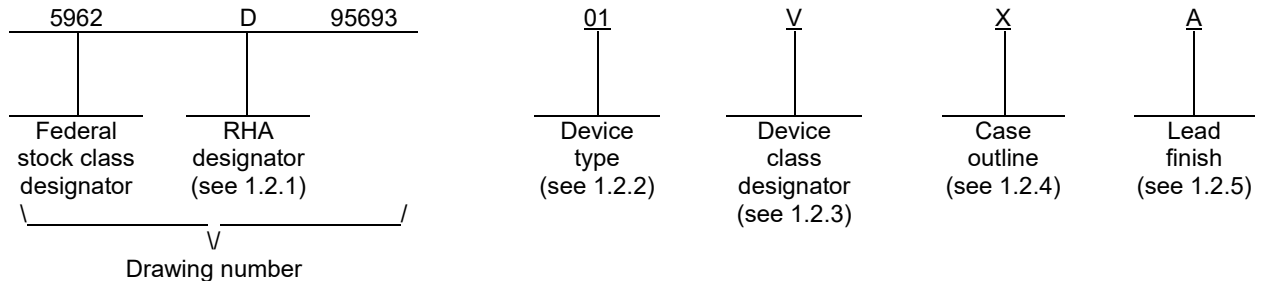 5962 D 95693 01 V X A
Federal stock class designator
RHA designator (see 1.2.1)
Device type (see 1.2.2)
Device class designator (see 1.2.3)
Case outline (see 1.2.4)
Lead finish (see 1.2.5)
Drawing number